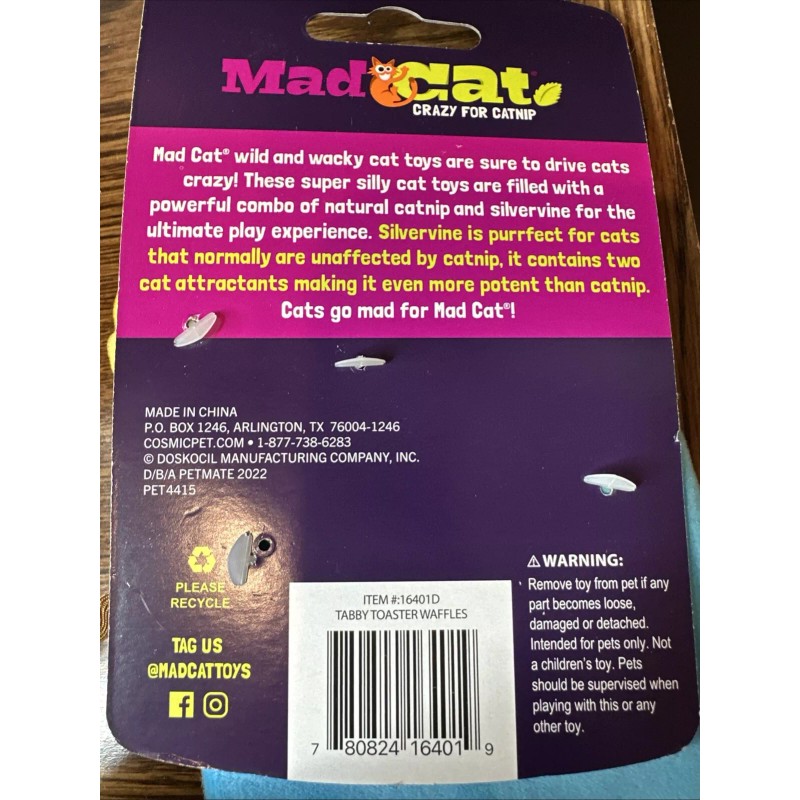 Mad Cat®
CRAZY FOR CATNIP
Mad Cat® wild and wacky cat toys are sure to drive cats
crazy! These super silly cat toys are filled with a
powerful combo of natural catnip and silvervine for the
ultimate play experience. Silvervine is purrfect for cats
that normally are unaffected by catnip, it contains two
cat attractants making it even more potent than catnip.
Cats go mad for Mad Cat®!
MADE IN CHINA
P.O. BOX 1246, ARLINGTON, TX 76004-1246
COSMICPET.COM • 1-877-738-6283
© DOSKOCIL MANUFACTURING COMPANY, INC.
D/B/A PETMATE 2022
PET4415
PLEASE
RECYCLE
TAG US
@MADCATTOYS
ITEM #:16401D
TABBY TOASTER WAFFLES
7 80824 16401 9
⚠WARNING:
Remove toy from pet if any
part becomes loose,
damaged or detached.
Intended for pets only. Not
a children's toy. Pets
should be supervised when
playing with this or any
other toy.